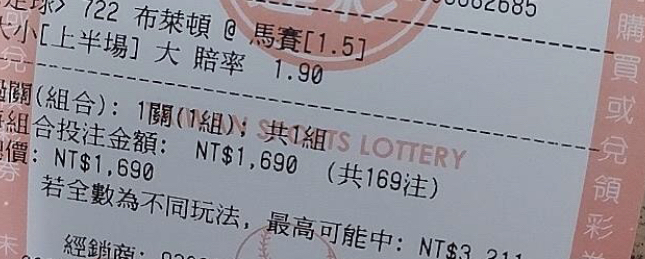 足球> 722 布萊頓 @ 馬賽[1.5]
大小[上半場] 大 賠率 1.90
過關(組合): 1關(1組); 共1組
每組合投注金額: NT$1,690 (共169注)
總價: NT$1,690
若全數為不同玩法, 最高可能中: NT$3,211
經銷商:
SPORTS LOTTERY
購買或兌領彩券